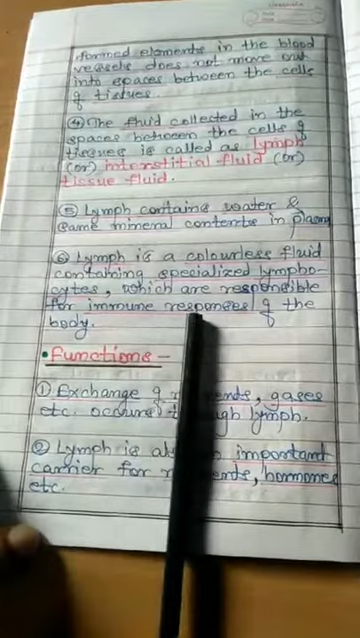 formed elements in the blood
vessels does not move out
into spaces between the cells
of tissues.
④ The fluid collected in the
spaces between the cells of
tissues is called as lymph
(or) interstitial fluid (or)
tissue fluid.
⑤ Lymph contains water &
same mineral contents in plasma
⑥ Lymph is a colourless fluid
containing specialized lympho-
cytes, which are responsible
for immune responses of the
body.
• Functions -
① Exchange of gases
etc. occured lymph.
② Lymph is important
carrier for hormones
etc.